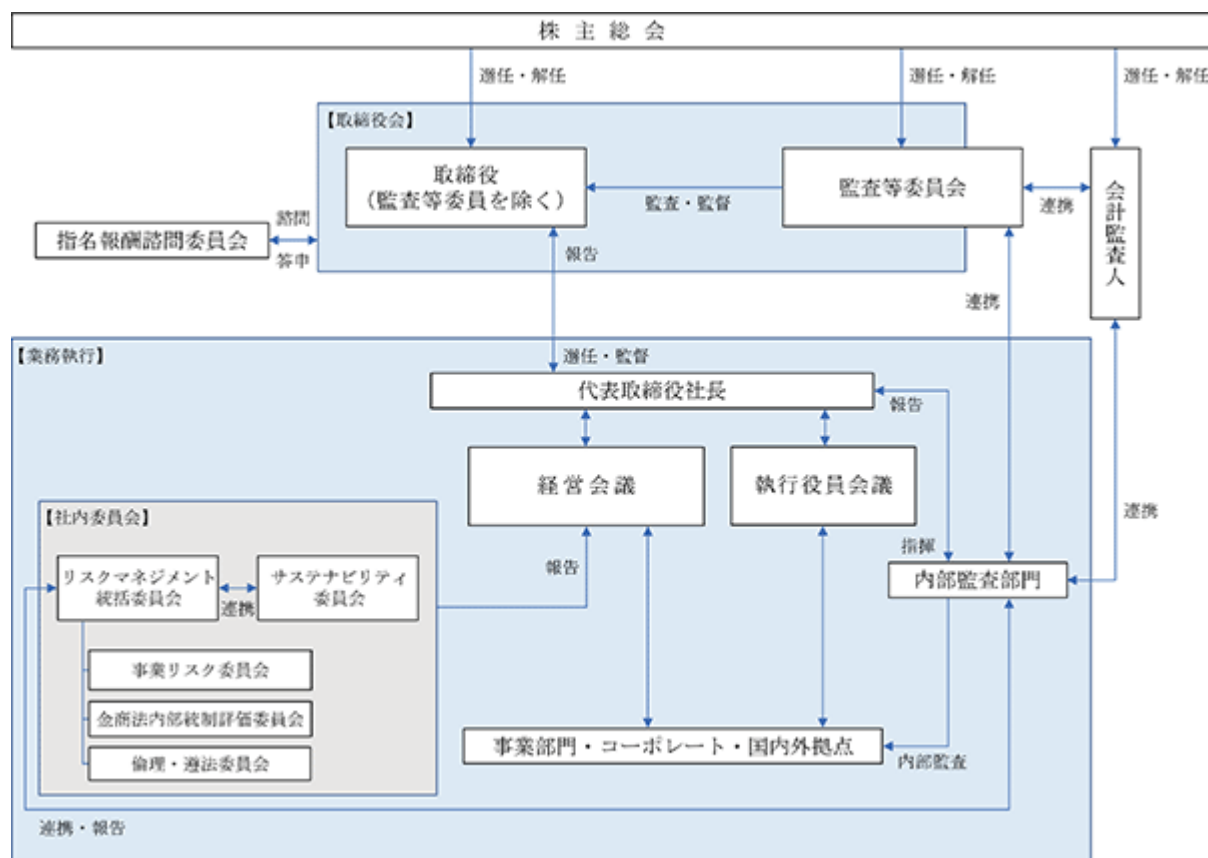 株主総会
選任・解任
選任・解任
選任・解任
【取締役会】
取締役
(監査等委員を除く)
監査・監督
監査等委員会
連携
会計監査人
指名報酬諮問委員会
諮問
答申
報告
連携
【業務執行】
選任・監督
代表取締役社長
報告
経営会議
執行役員会議
連携
【社内委員会】
リスクマネジメント
統括委員会
連携
サステナビリティ
委員会
報告
指揮
内部監査部門
事業リスク委員会
金商法内部統制評価委員会
倫理・遵法委員会
事業部門・コーポレート・国内外拠点
内部監査
連携・報告